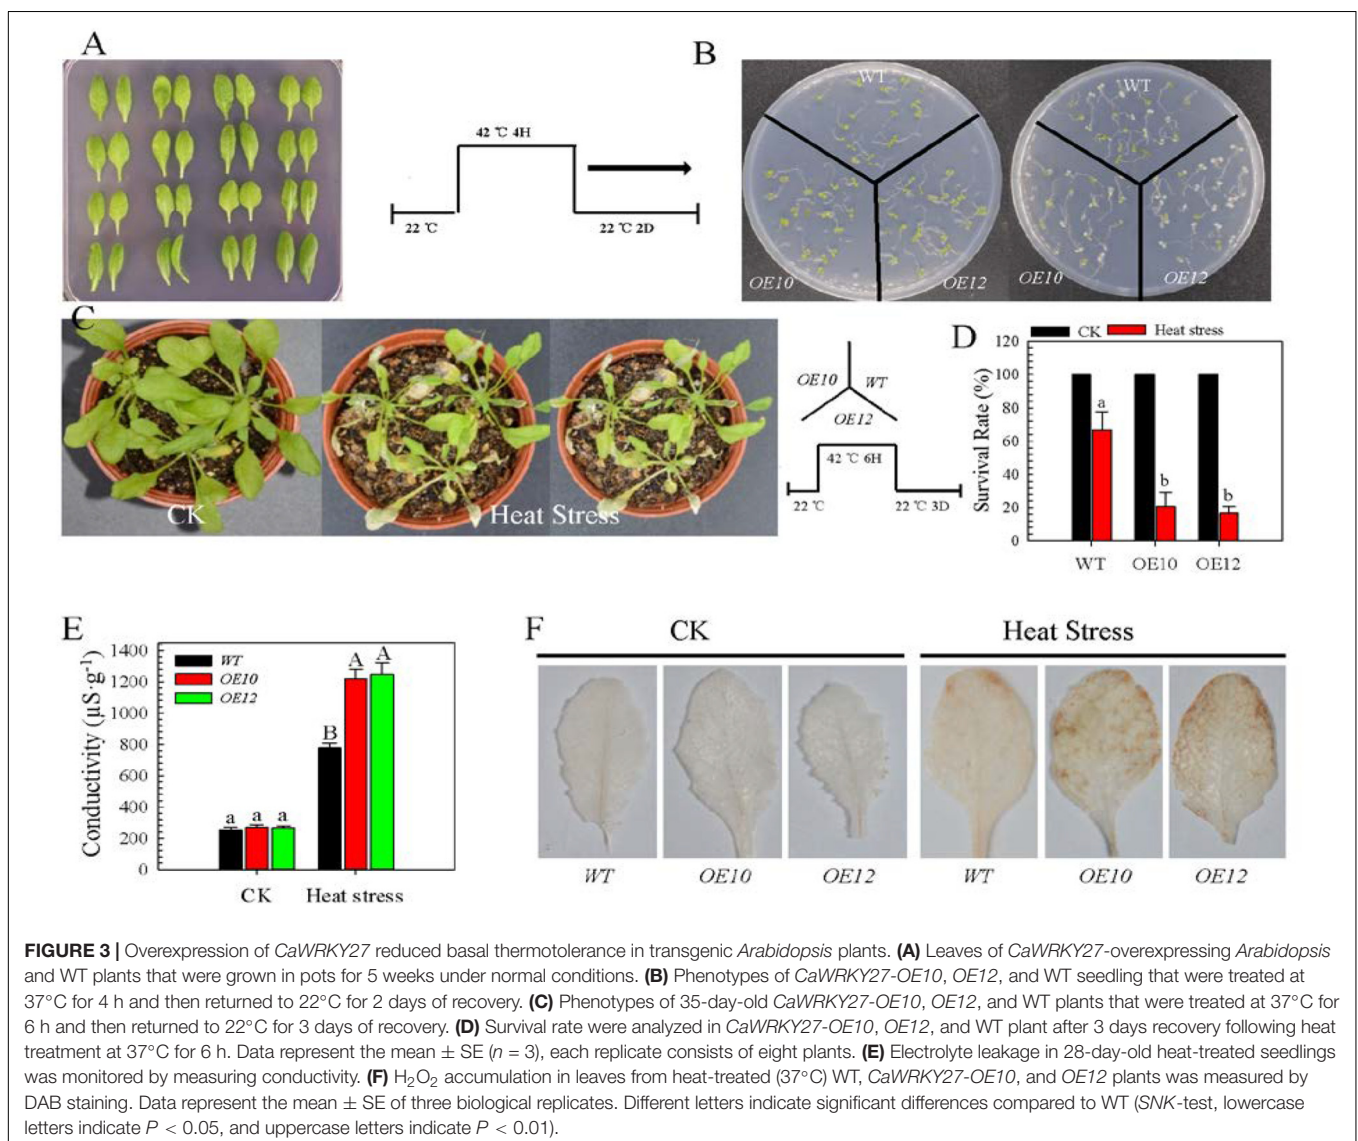 A
42 ℃ 4H
22 ℃
22 ℃ 2D
B
WT
OE10
OE12
WT
OE10
OE12
C
CK
Heat Stress
OE10
WT
OE12
42 ℃ 6H
22 ℃
22 ℃ 3D
D
CK
Heat stress
Survival Rate (%)
120
100
80
60
40
20
0
a
b
b
WT
OE10
OE12
E
Conductivity (µS·g⁻¹)
1400
1200
1000
800
600
400
200
0
WT
OE10
OE12
a
a
a
B
A
A
CK
Heat stress
F
CK
Heat Stress
WT
OE10
OE12
WT
OE10
OE12
FIGURE 3 | Overexpression of CaWRKY27 reduced basal thermotolerance in transgenic Arabidopsis plants. (A) Leaves of CaWRKY27-overexpressing Arabidopsis
and WT plants that were grown in pots for 5 weeks under normal conditions. (B) Phenotypes of CaWRKY27-OE10, OE12, and WT seedling that were treated at
37°C for 4 h and then returned to 22°C for 2 days of recovery. (C) Phenotypes of 35-day-old CaWRKY27-OE10, OE12, and WT plants that were treated at 37°C for
6 h and then returned to 22°C for 3 days of recovery. (D) Survival rate were analyzed in CaWRKY27-OE10, OE12, and WT plant after 3 days recovery following heat
treatment at 37°C for 6 h. Data represent the mean ± SE (n = 3), each replicate consists of eight plants. (E) Electrolyte leakage in 28-day-old heat-treated seedlings
was monitored by measuring conductivity. (F) H₂O₂ accumulation in leaves from heat-treated (37°C) WT, CaWRKY27-OE10, and OE12 plants was measured by
DAB staining. Data represent the mean ± SE of three biological replicates. Different letters indicate significant differences compared to WT (SNK-test, lowercase
letters indicate P < 0.05, and uppercase letters indicate P < 0.01).